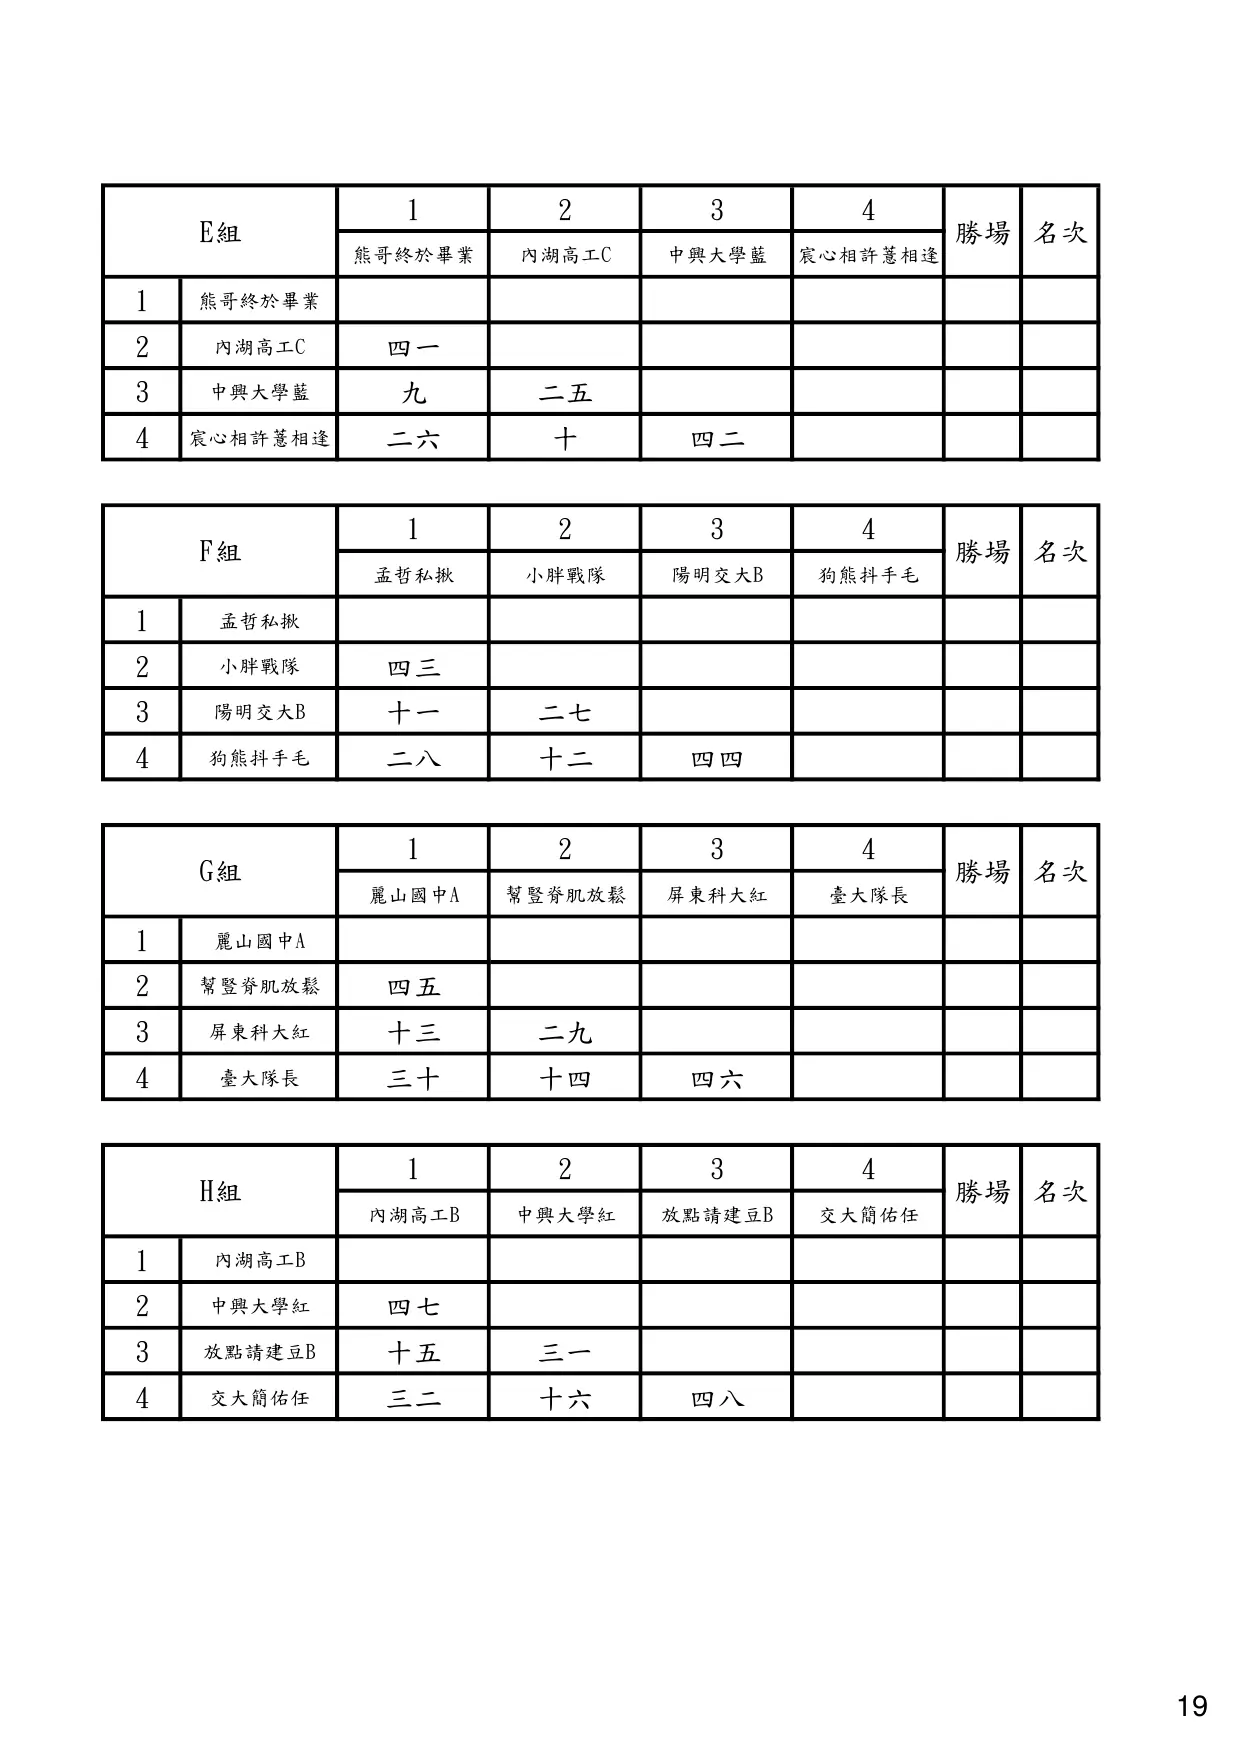 E組 1 2 3 4 勝場 名次
熊哥終於畢業 內湖高工C 中興大學藍 宸心相許薏相逢
1 熊哥終於畢業
2 內湖高工C 四一
3 中興大學藍 九 二五
4 宸心相許薏相逢 二六 十 四二
F組 1 2 3 4 勝場 名次
孟哲私揪 小胖戰隊 陽明交大B 狗熊抖手毛
1 孟哲私揪
2 小胖戰隊 四三
3 陽明交大B 十一 二七
4 狗熊抖手毛 二八 十二 四四
G組 1 2 3 4 勝場 名次
麗山國中A 幫豎脊肌放鬆 屏東科大紅 臺大隊長
1 麗山國中A
2 幫豎脊肌放鬆 四五
3 屏東科大紅 十三 二九
4 臺大隊長 三十 十四 四六
H組 1 2 3 4 勝場 名次
內湖高工B 中興大學紅 放點請建豆B 交大簡佑任
1 內湖高工B
2 中興大學紅 四七
3 放點請建豆B 十五 三一
4 交大簡佑任 三二 十六 四八
19